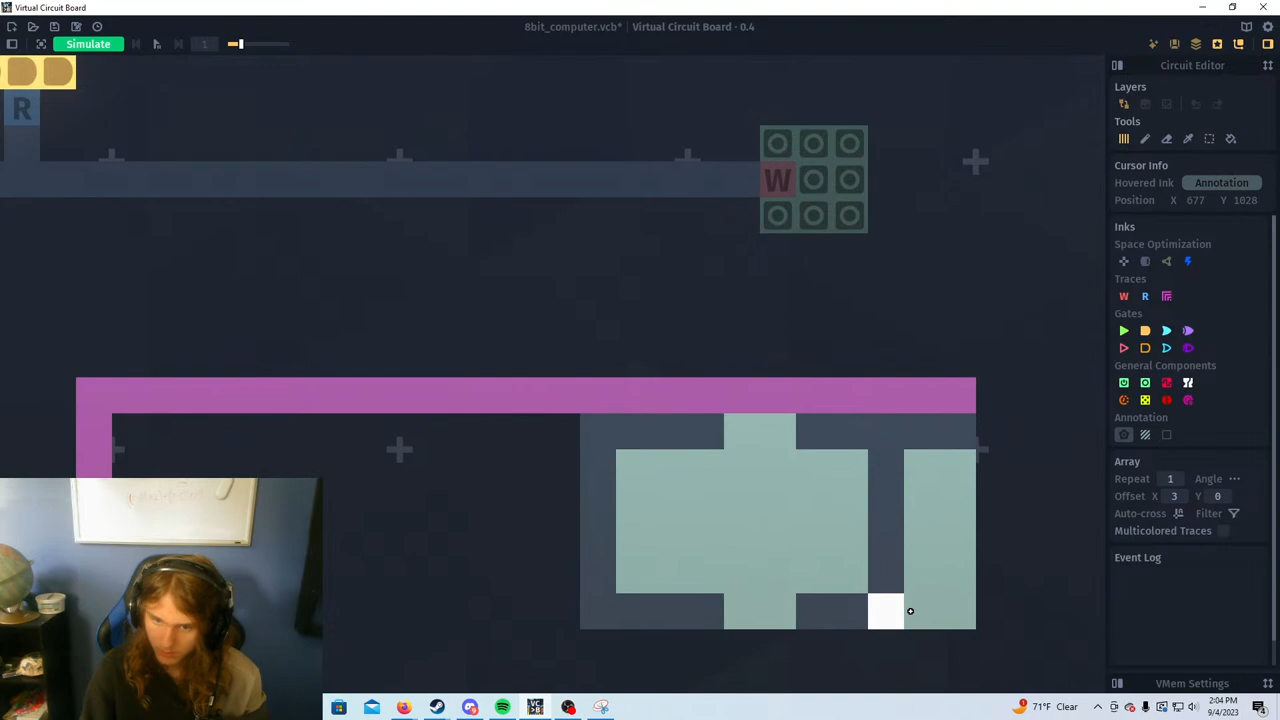 Virtual Circuit Board
8bit_computer.vcb* Virtual Circuit Board · 0.4
Simulate 1
Circuit Editor
Layers
Tools
Cursor Info
Hovered Ink Annotation
Position X 677 Y 1028
Inks
Space Optimization
Traces
W R
Gates
General Components
Annotation
Array
Repeat 1 Angle ...
Offset X 3 Y 0
Auto-cross Filter
Multicolored Traces
Event Log
VMem Settings
R
W
VC
>B
71°F Clear
2:04 PM
9/4/2023
4